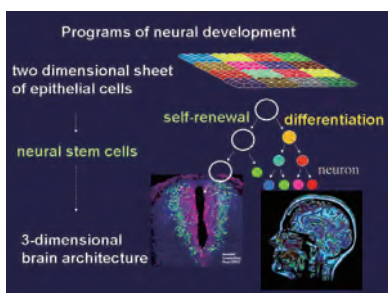 Programs of neural development
two dimensional sheet
of epithelial cells
self-renewal
differentiation
neural stem cells
neuron
3-dimensional
brain architecture